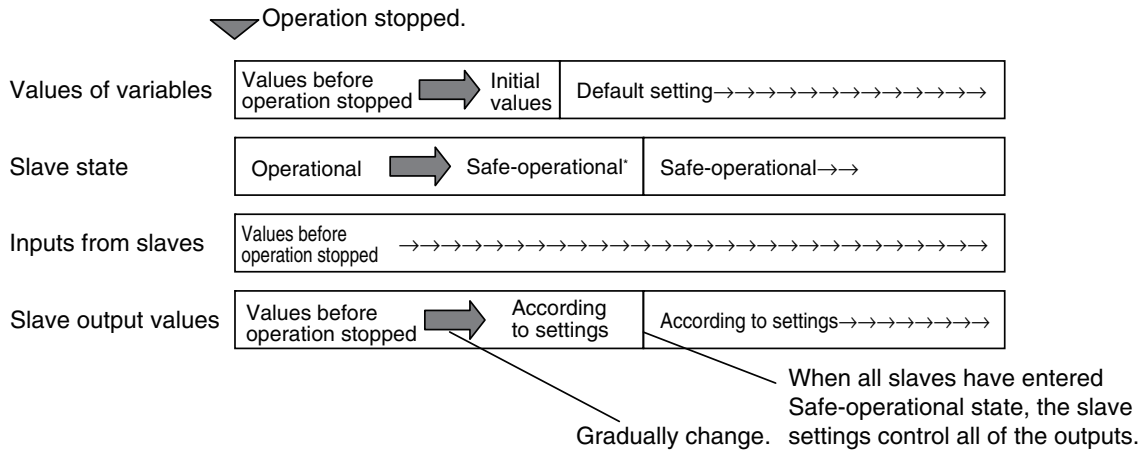 Operation stopped.
Values of variables
Values before
operation stopped
Initial
values
Default setting→→→→→→→→→→→→→
Slave state
Operational
Safe-operational*
Safe-operational→→
Inputs from slaves
Values before
operation stopped
→→→→→→→→→→→→→→→→→→→→→→→→→→→→
Slave output values
Values before
operation stopped
According
to settings
According to settings→→→→→→→
When all slaves have entered
Safe-operational state, the slave
settings control all of the outputs.
Gradually change.